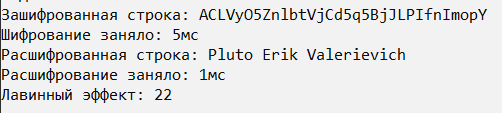 Зашифрованная строка: ACLVyO5ZnlbtVjCd5q5BjJLPIfnImopY
Шифрование заняло: 5мс
Расшифрованная строка: Pluto Erik Valerievich
Расшифрование заняло: 1мс
Лавинный эффект: 22